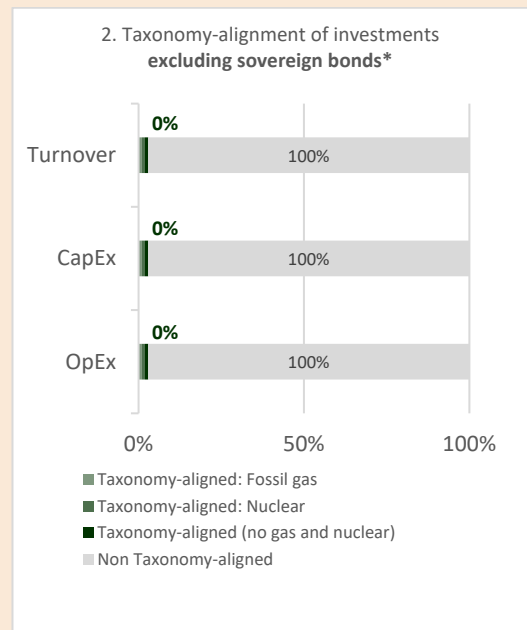 2. Taxonomy-alignment of investments
excluding sovereign bonds*
0%
Turnover
100%
0%
CapEx
100%
0%
OpEx
100%
0%
50%
100%
Taxonomy-aligned: Fossil gas
Taxonomy-aligned: Nuclear
Taxonomy-aligned (no gas and nuclear)
Non Taxonomy-aligned